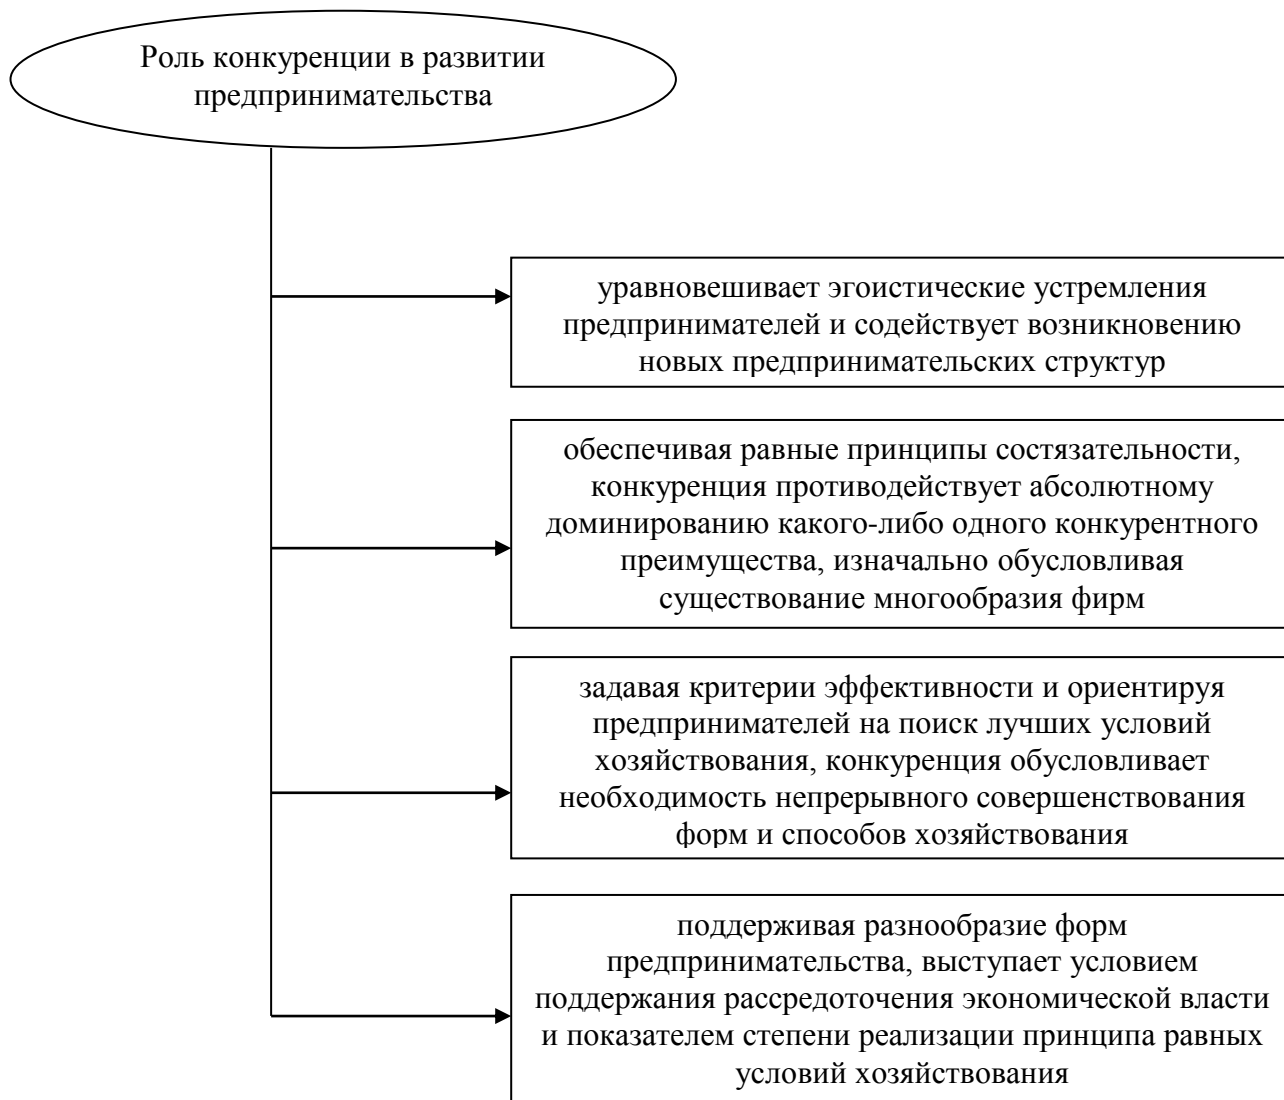 Роль конкуренции в развитии
предпринимательства
уравновешивает эгоистические устремления
предпринимателей и содействует возникновению
новых предпринимательских структур
обеспечивая равные принципы состязательности,
конкуренция противодействует абсолютному
доминированию какого-либо одного конкурентного
преимущества, изначально обусловливая
существование многообразия фирм
задавая критерии эффективности и ориентируя
предпринимателей на поиск лучших условий
хозяйствования, конкуренция обусловливает
необходимость непрерывного совершенствования
форм и способов хозяйствования
поддерживая разнообразие форм
предпринимательства, выступает условием
поддержания рассредоточения экономической власти
и показателем степени реализации принципа равных
условий хозяйствования